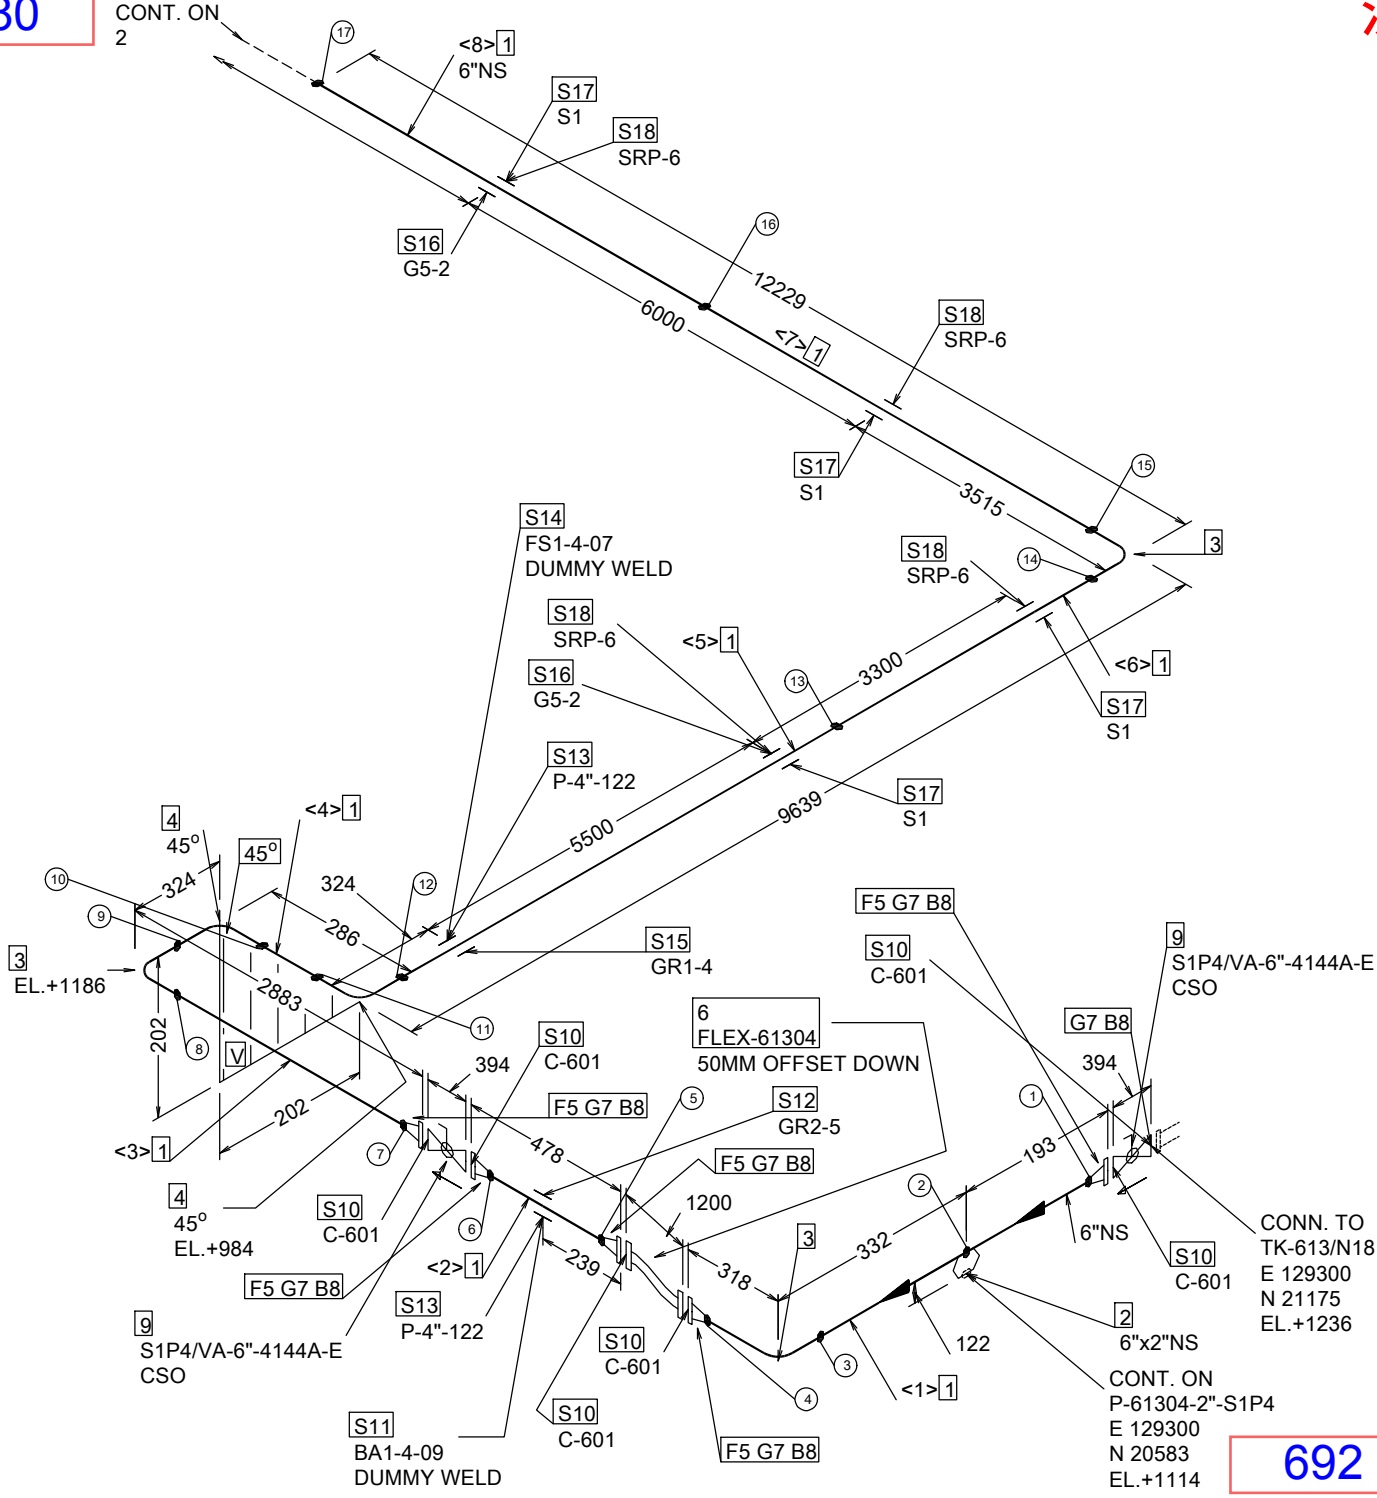 30
CONT. ON
2
17
<8> 1
6"NS
S17
S1
S18
SRP-6
S16
G5-2
16
12229
6000
<7> 1
S18
SRP-6
S17
S1
15
3515
3
S14
FS1-4-07
DUMMY WELD
14
S18
SRP-6
S18
SRP-6
<5> 1
3300
<6> 1
S16
G5-2
13
S17
S1
S13
P-4"-122
S17
S1
9639
5500
4
45°
<4> 1
45°
10
324
324
12
9
286
S15
GR1-4
F5 G7 B8
S10
C-601
9
S1P4/VA-6"-4144A-E
CSO
3
EL.+1186
2883
6
FLEX-61304
50MM OFFSET DOWN
G7 B8
202
8
V
11
S10
C-601
394
394
202
F5 G7 B8
5
S12
GR2-5
1
<3> 1
7
478
F5 G7 B8
193
4
45°
EL.+984
S10
C-601
6
1200
2
6"NS
CONN. TO
TK-613/N18
E 129300
N 21175
EL.+1236
<2> 1
239
318
3
332
S10
C-601
F5 G7 B8
S13
P-4"-122
9
S1P4/VA-6"-4144A-E
CSO
S10
C-601
122
2
6"x2"NS
3
4
<1> 1
CONT. ON
P-61304-2"-S1P4
E 129300
N 20583
EL.+1114
S11
BA1-4-09
DUMMY WELD
S10
C-601
F5 G7 B8
692